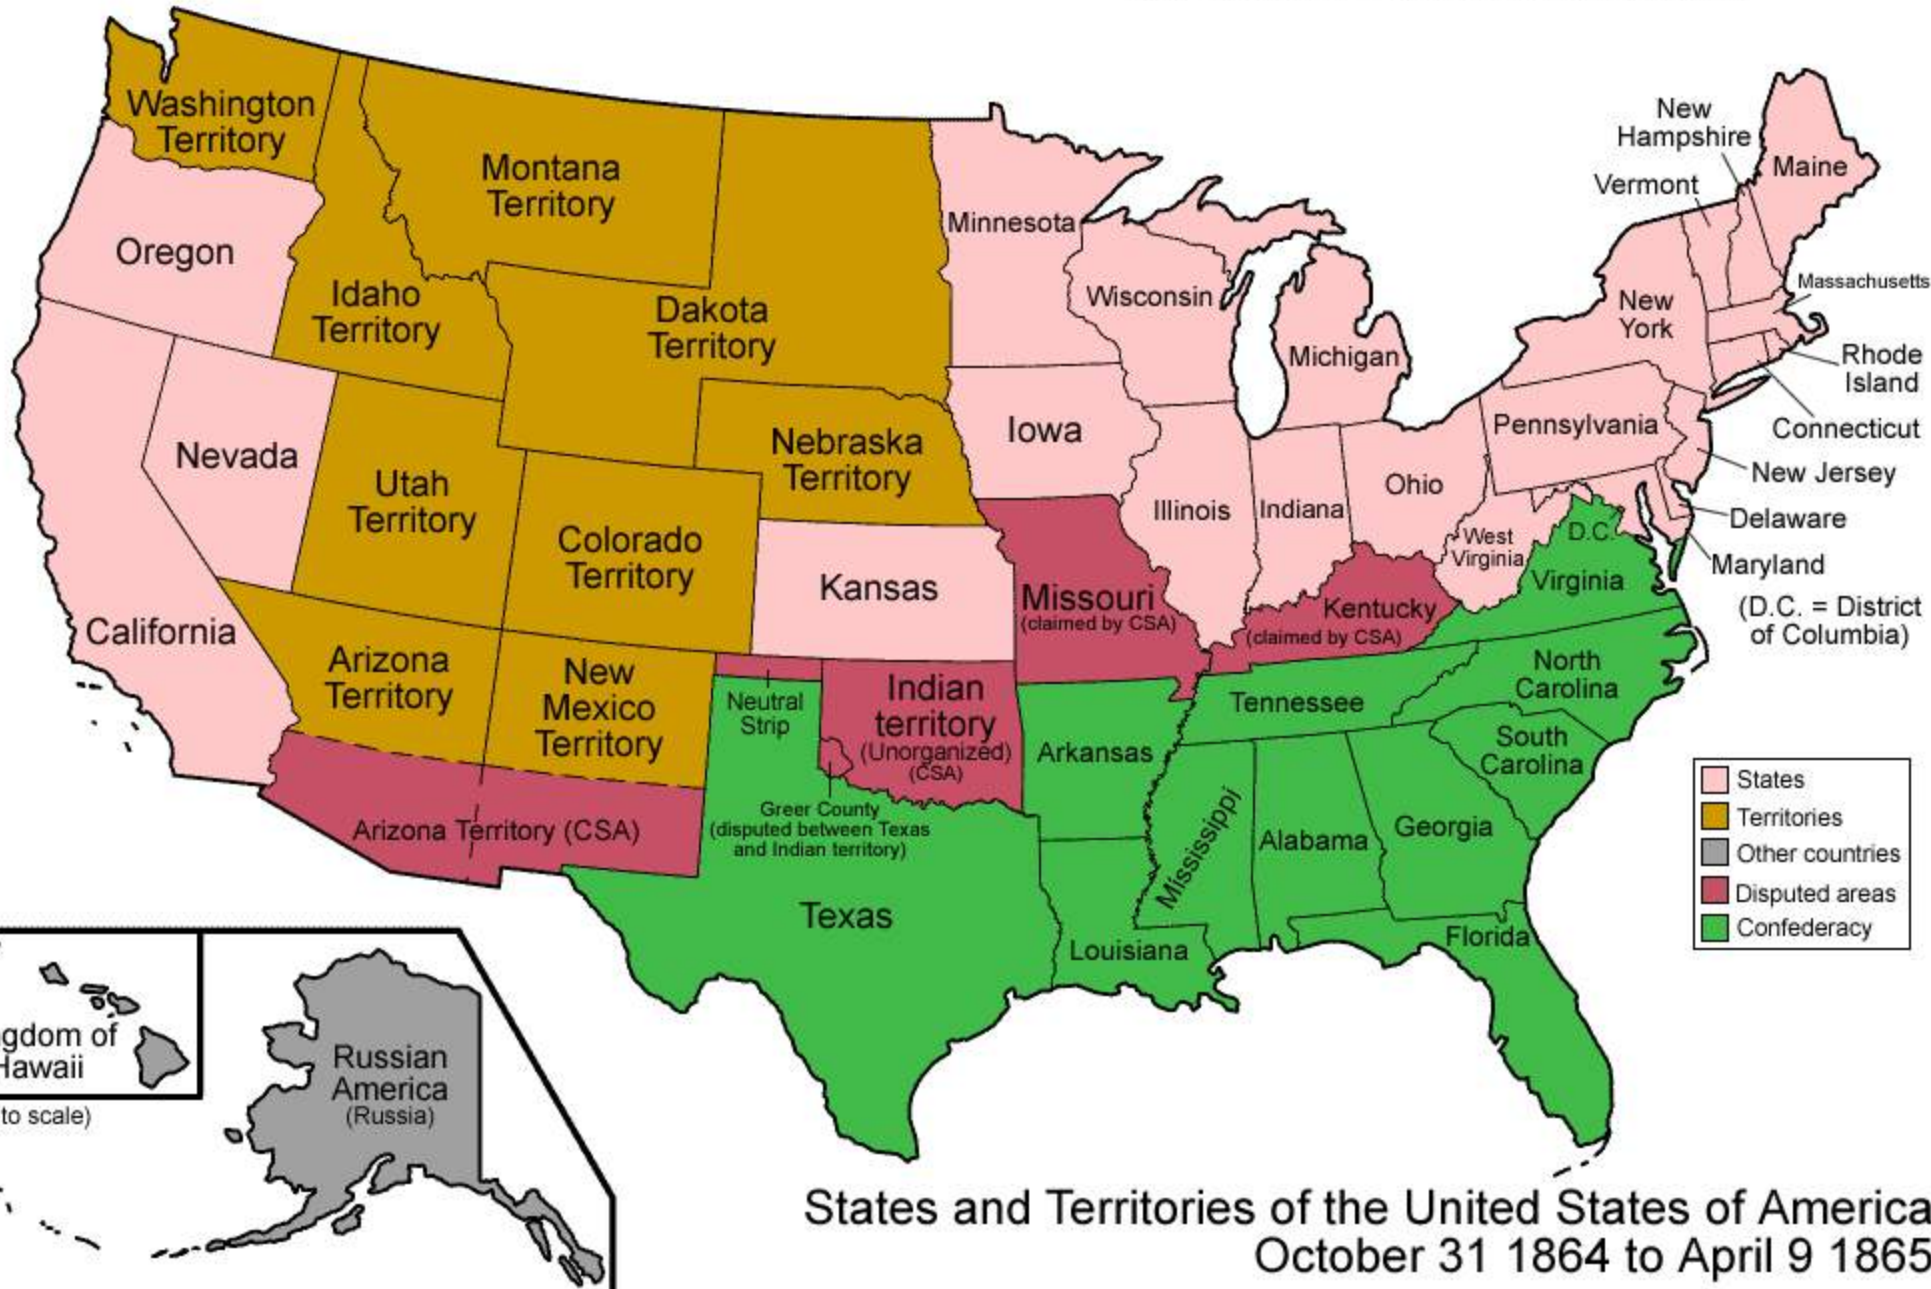 Washington
Territory
Montana
Territory
Oregon
Idaho
Territory
Dakota
Territory
Minnesota
Wisconsin
Michigan
New
Hampshire
Vermont
Maine
Massachusetts
New
York
Rhode
Island
Connecticut
New Jersey
Delaware
Maryland
(D.C. = District
of Columbia)
Pennsylvania
Nevada
Utah
Territory
Nebraska
Territory
Iowa
Illinois
Indiana
Ohio
West
Virginia
D.C.
Virginia
California
Colorado
Territory
Kansas
Missouri
(claimed by CSA)
Kentucky
(claimed by CSA)
Arizona
Territory
New
Mexico
Territory
Neutral
Strip
Indian
territory
(Unorganized)
(CSA)
Arkansas
Tennessee
North
Carolina
South
Carolina
Arizona Territory (CSA)
Greer County
(disputed between Texas
and Indian territory)
Texas
Louisiana
Mississippi
Alabama
Georgia
Florida
States
Territories
Other countries
Disputed areas
Confederacy
gdom of
Hawaii
to scale)
Russian
America
(Russia)
States and Territories of the United States of America
October 31 1864 to April 9 1865